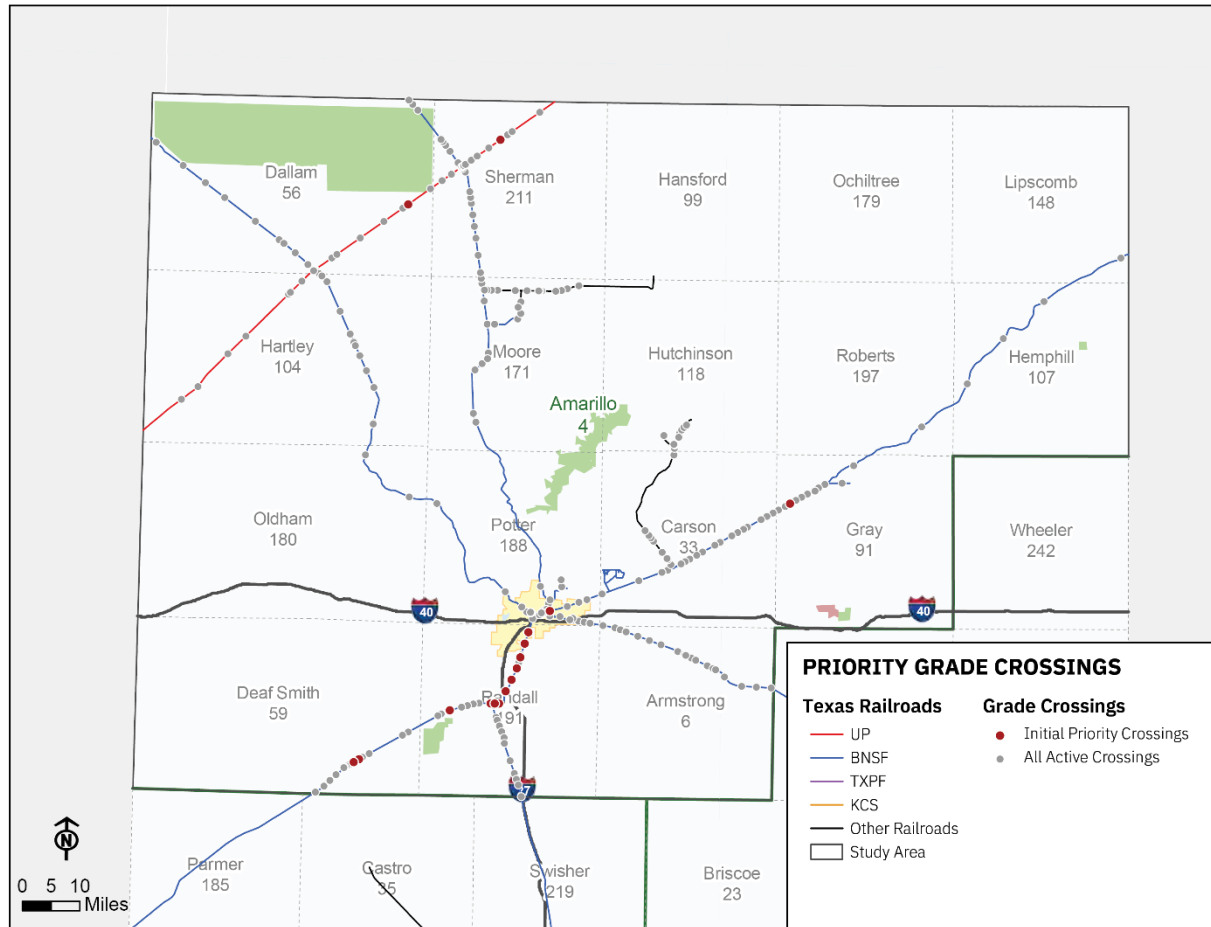 Dallam
56
Sherman
211
Hansford
99
Ochiltree
179
Lipscomb
148
Hartley
104
Moore
171
Hutchinson
118
Roberts
197
Hemphill
107
Amarillo
4
Oldham
180
Potter
188
Carson
33
Gray
91
Wheeler
242
40
40
Deaf Smith
59
Randall
191
Armstrong
6
Parmer
185
Castro
35
Swisher
219
Briscoe
23
N
0 5 10
Miles
PRIORITY GRADE CROSSINGS
Texas Railroads
UP
BNSF
TXPF
KCS
Other Railroads
Study Area
Grade Crossings
Initial Priority Crossings
All Active Crossings